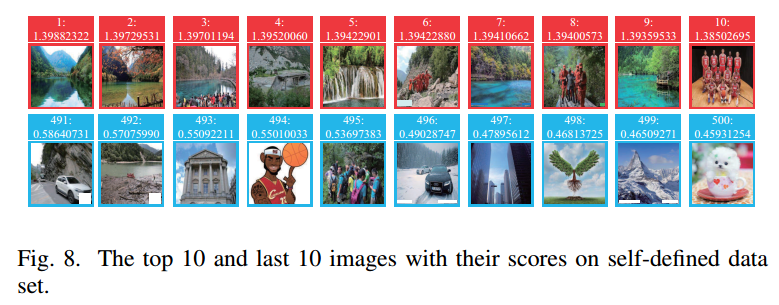 1: 2: 3: 4: 5: 6: 7: 8: 9: 10:
1.39882322 1.39729531 1.39701194 1.39520060 1.39422901 1.39422880 1.39410662 1.39400573 1.39359533 1.38502695
491: 492: 493: 494: 495: 496: 497: 498: 499: 500:
0.58640731 0.57075990 0.55092211 0.55010033 0.53697383 0.49028747 0.47895612 0.46813725 0.46509271 0.45931254
Fig. 8. The top 10 and last 10 images with their scores on self-defined data
set.